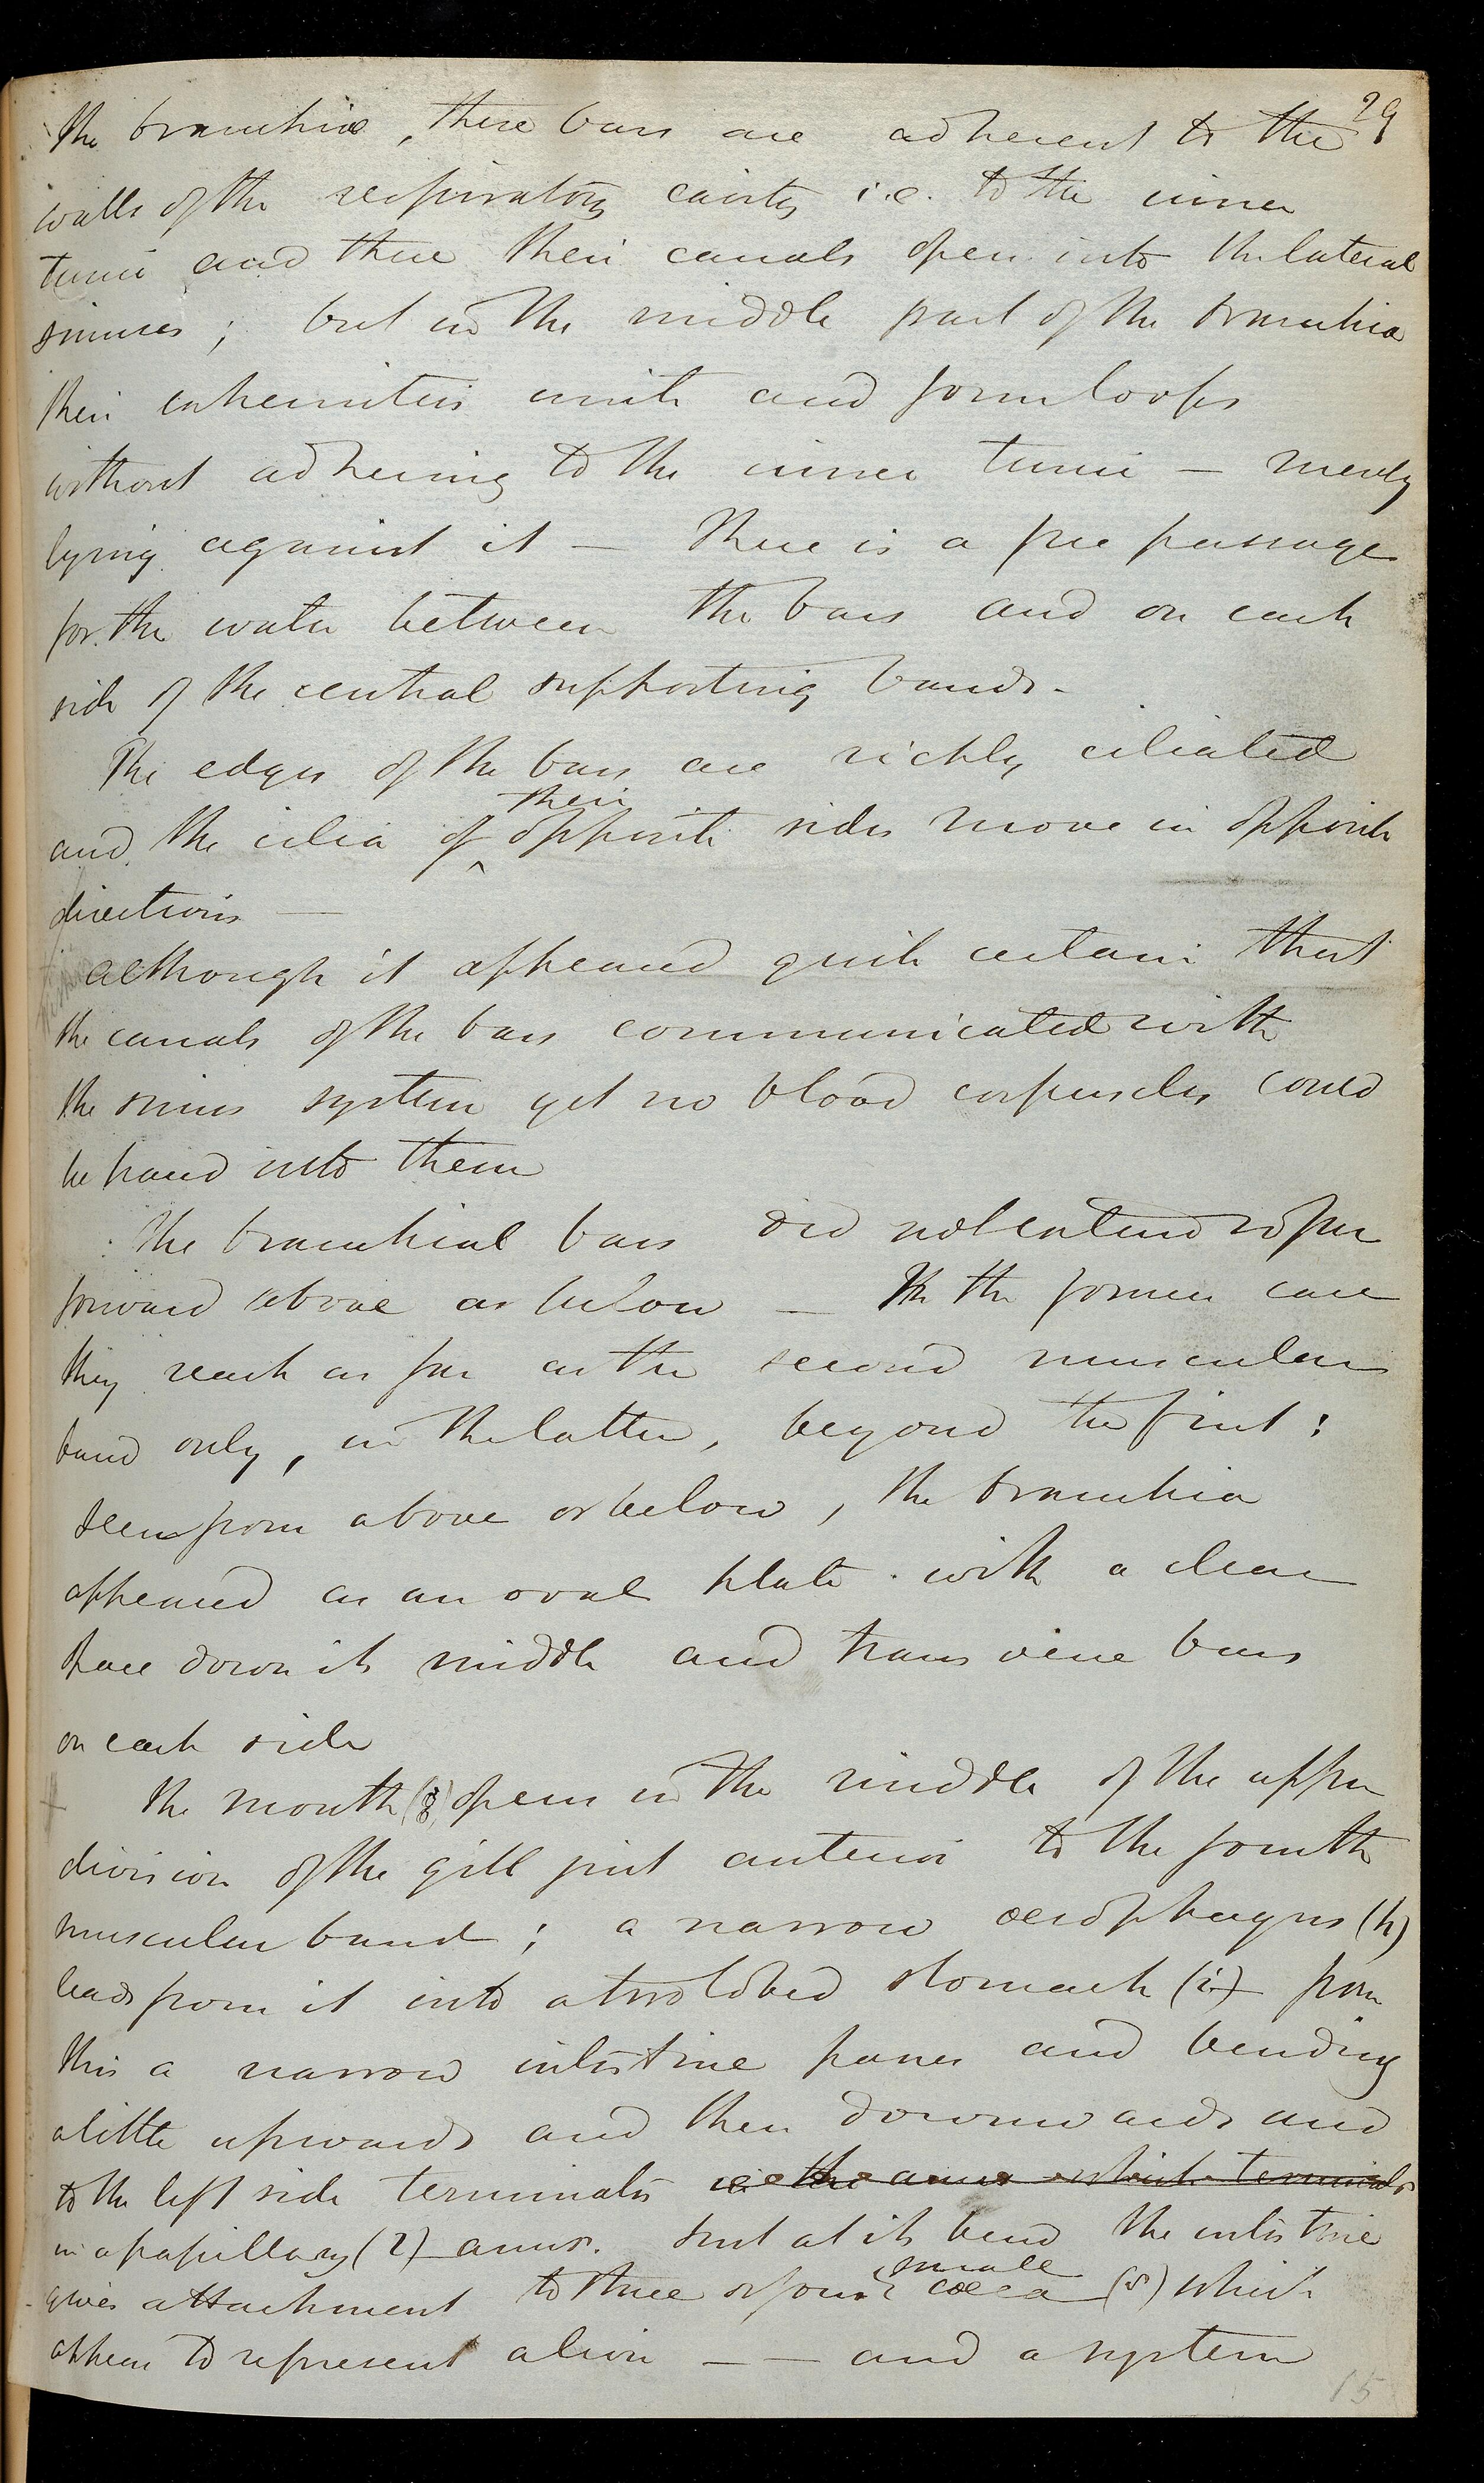 29
the branchiæ, these bars are adherent to the
walls of the respiratory cavity i.e. to the inner
tunic and there their canals open into the lateral
sinuses; but in the middle part of the branchia
their extremities unite and form loops
without adhering to the inner tunic — merely
lying against it — There is a free passage
for the water between the bars and on each
side of the central supporting bands.
The edges of the bars are richly ciliated
and the cilia of their opposite sides move in opposite
directions —
although it appeared quite certain that
the canals of the bars communicated with
the sinus system yet no blood corpuscles could
be traced into them
The branchial bars did not extend so far
forward above as below — In the former case
they reach as far as the second muscular
band only, in the latter, beyond the first:
Seen from above or below, the branchia
appeared as an oval plate with a clear
space down its middle and transverse bars
on each side
The mouth (g) opens in the middle of the upper
division of the gill just anterior to the fourth
muscular band; a narrow œsophagus (h)
leads from it into a two lobed stomach (i) from
this a narrow intestine passes and bending
a little upwards and then downwards and
to the left side terminates in the anus which terminates
in a papillary (l) anus. Just at its bend the intestine
gives attachment to three or four small cœca (s) which
appear to represent a liver — — and a system
15